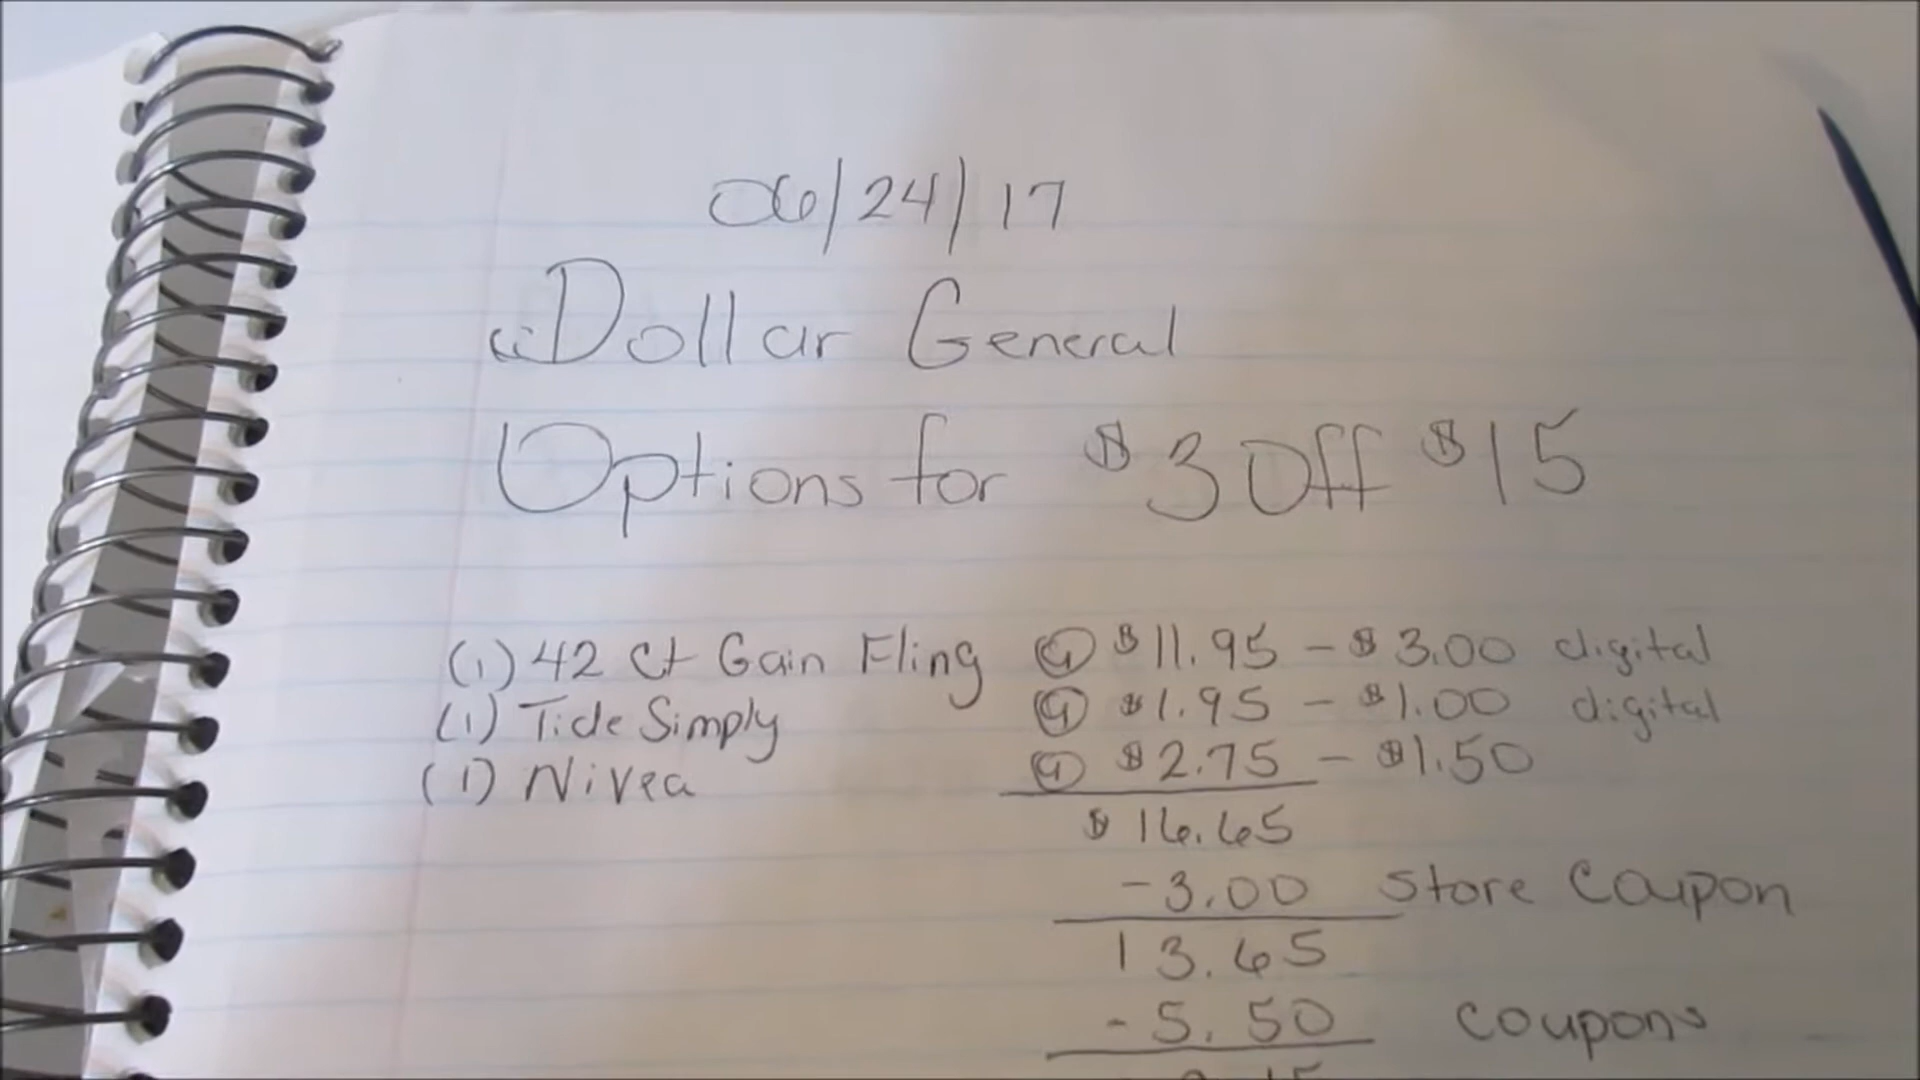 06/24/17
Dollar General
Options for $3 Off $15
(1) 42 Ct Gain Fling @ $11.95 - $3.00 digital
(1) Tide Simply @ $1.95 - $1.00 digital
(1) Nivea @ $2.75 - $1.50
$16.65
-3.00 Store Coupon
13.65
-5.50 coupons